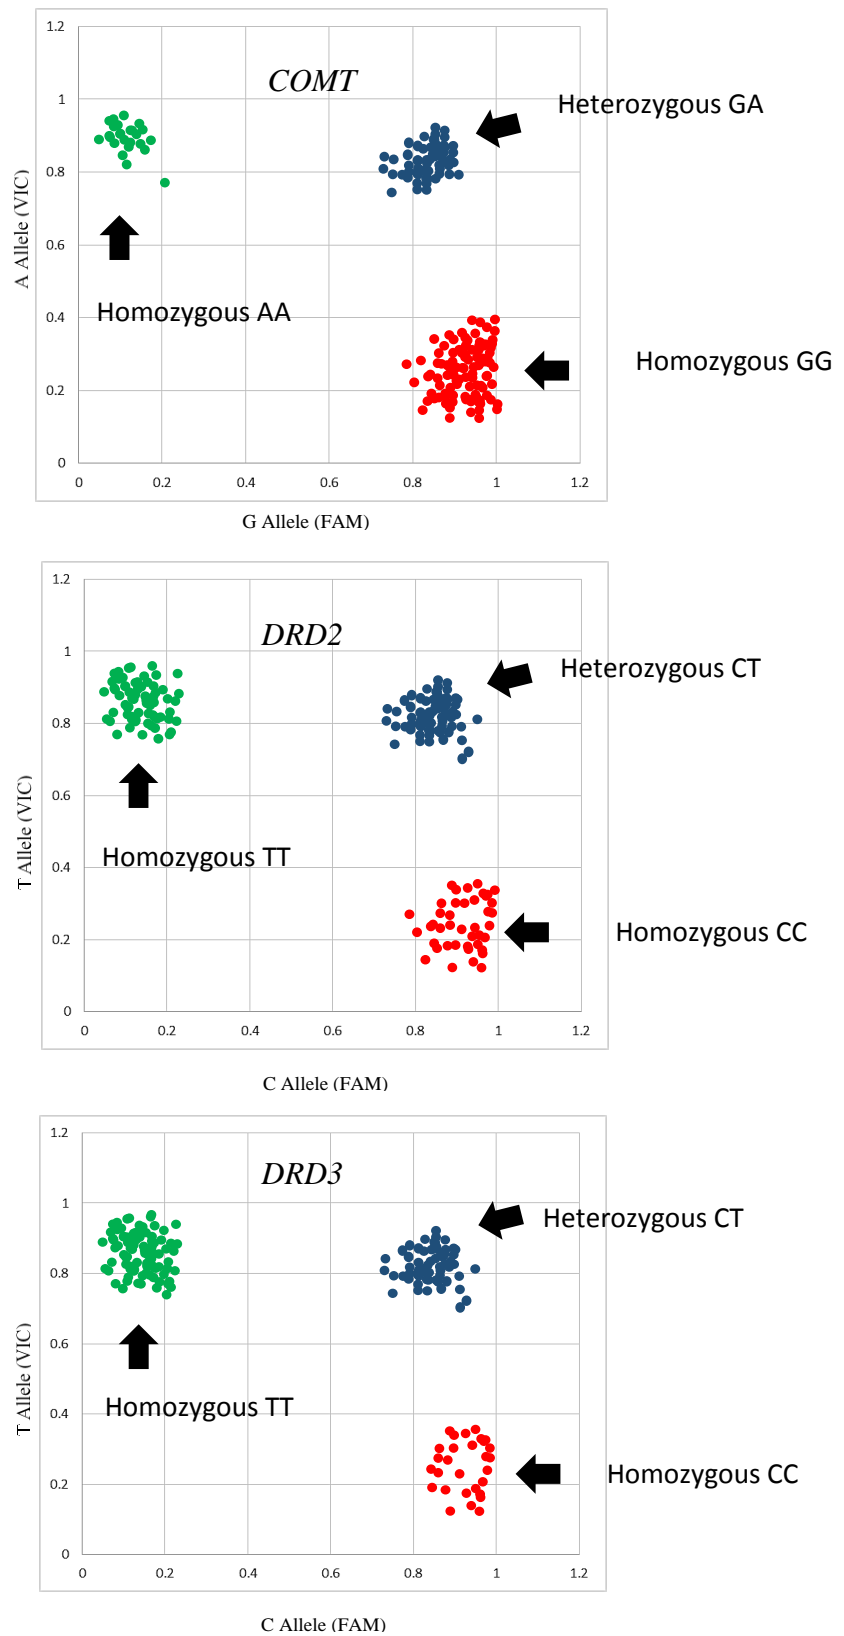 1.2
COMT
Heterozygous GA
1
0.8
A Allele (VIC)
0.6
Homozygous AA
0.4
Homozygous GG
0.2
0
0 0.2 0.4 0.6 0.8 1 1.2
G Allele (FAM)
1.2
DRD2
1
Heterozygous CT
0.8
T Allele (VIC)
0.6
Homozygous TT
0.4
0.2
Homozygous CC
0
0 0.2 0.4 0.6 0.8 1 1.2
C Allele (FAM)
1.2
DRD3
1
Heterozygous CT
0.8
T Allele (VIC)
0.6
Homozygous TT
0.4
0.2
Homozygous CC
0
0 0.2 0.4 0.6 0.8 1 1.2
C Allele (FAM)